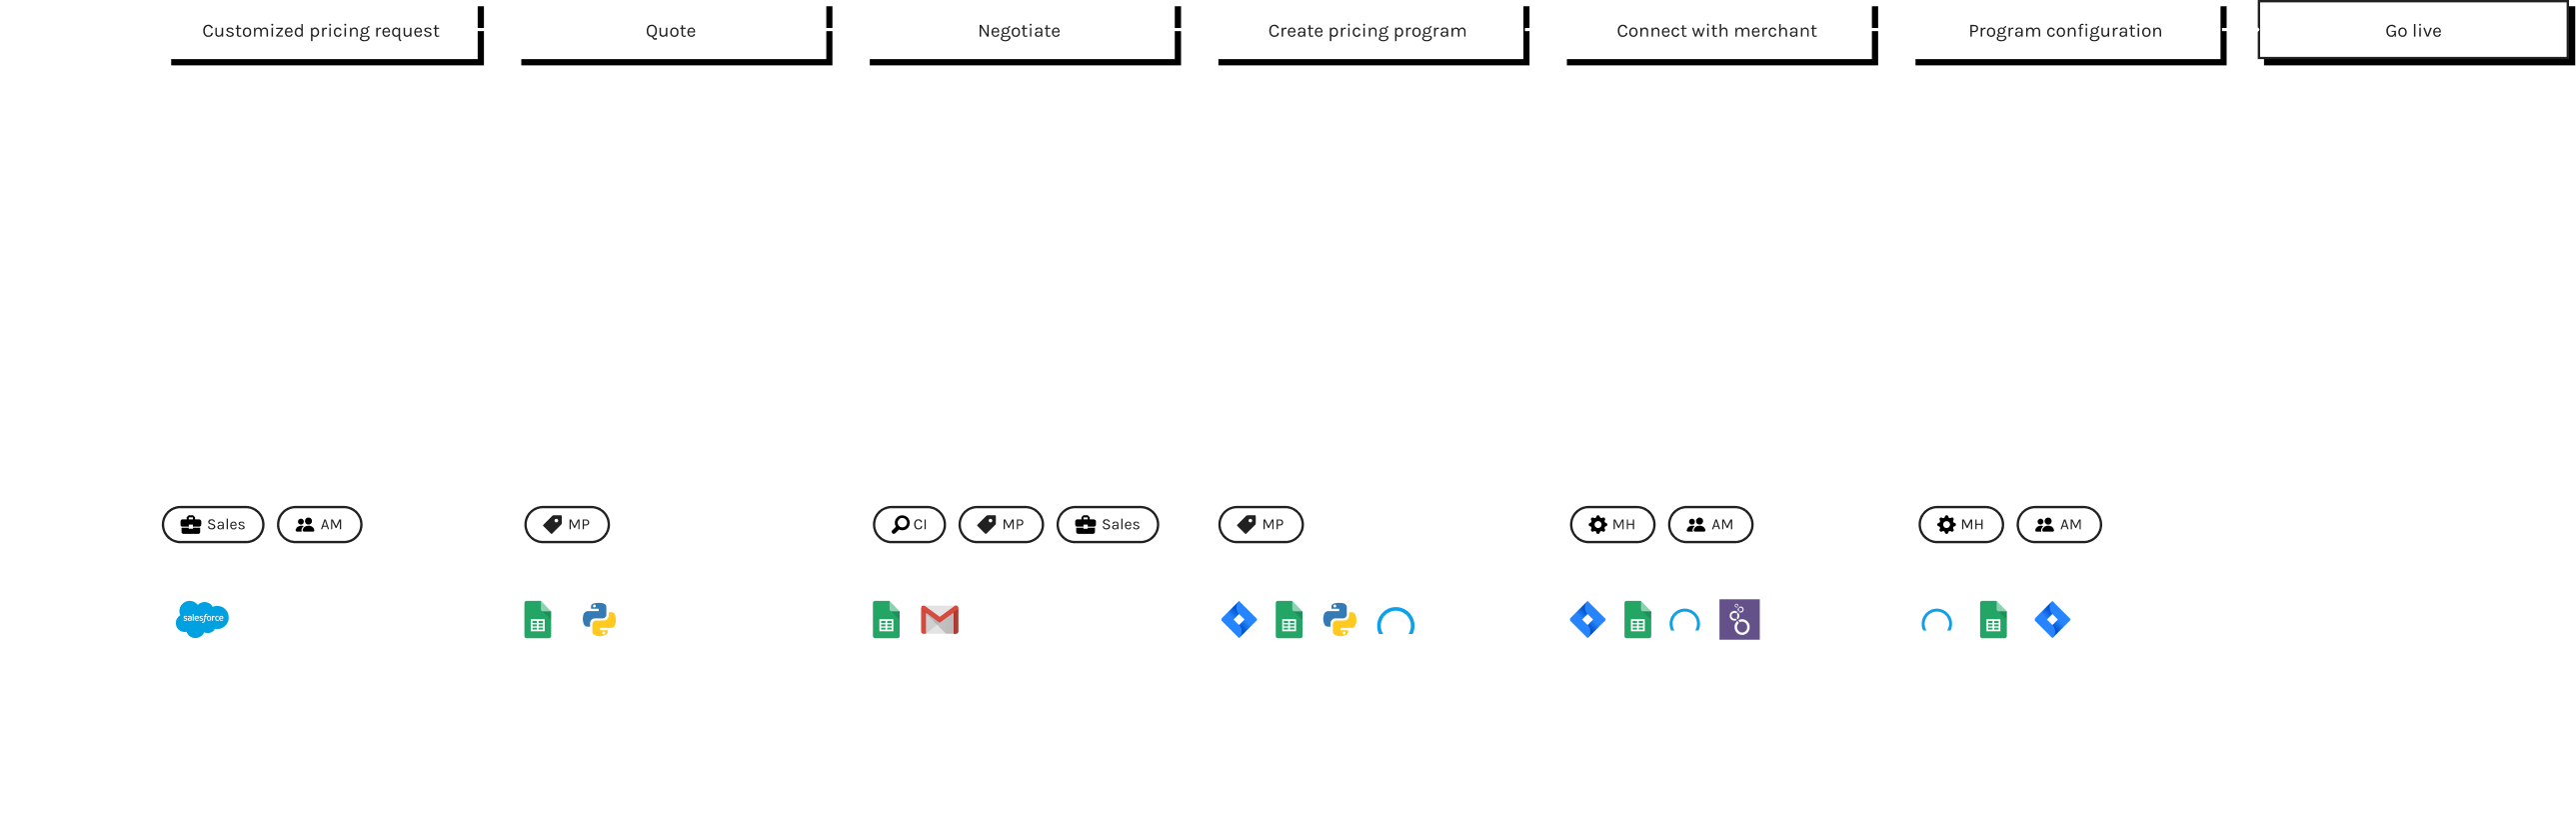 Customized pricing request
Quote
Negotiate
Create pricing program
Connect with merchant
Program configuration
Go live
Sales
AM
MP
CI
MP
Sales
MP
MH
AM
MH
AM
salesforce